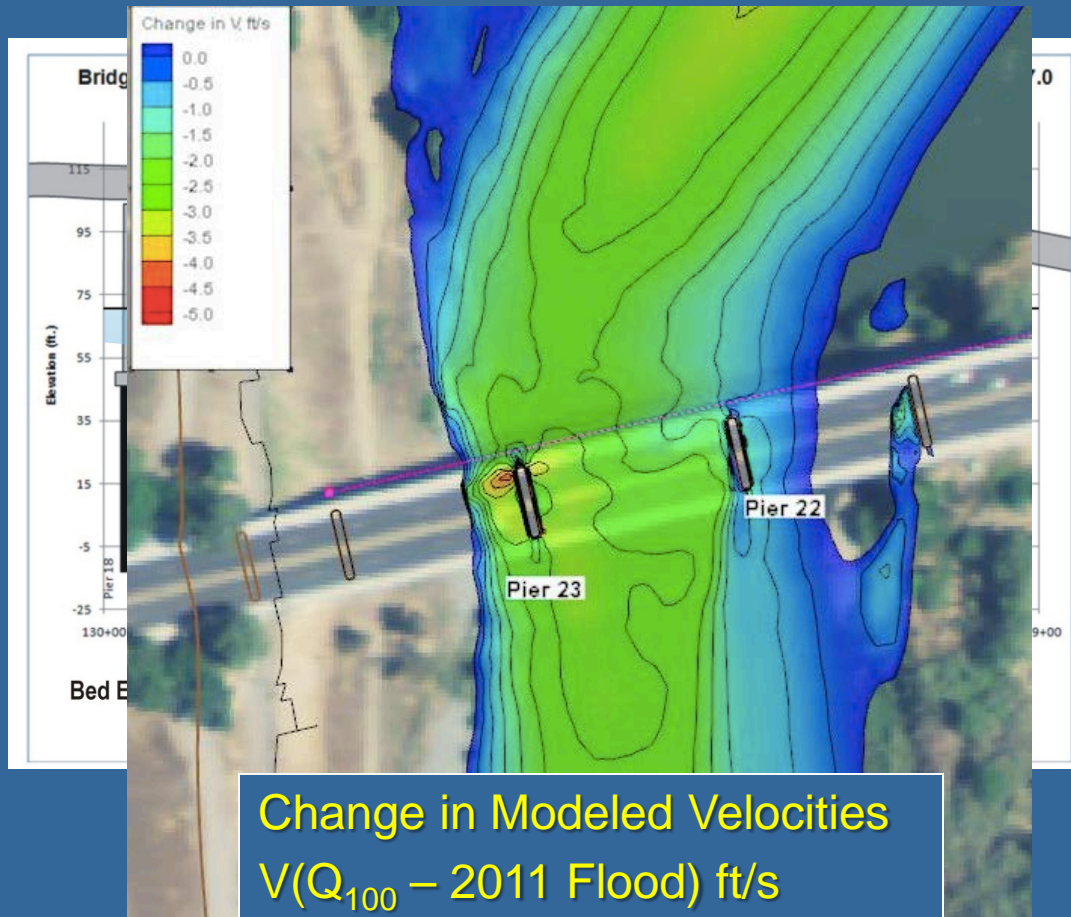 Change in V, ft/s
0.0
-0.5
-1.0
-1.5
-2.0
-2.5
-3.0
-3.5
-4.0
-4.5
-5.0
Bridg
7.0
115
95
75
55
35
15
-5
-25
Elevation (ft.)
Pier 18
130+00
9+00
Bed E
Pier 22
Pier 23
Change in Modeled Velocities
V(Q₁₀₀ – 2011 Flood) ft/s